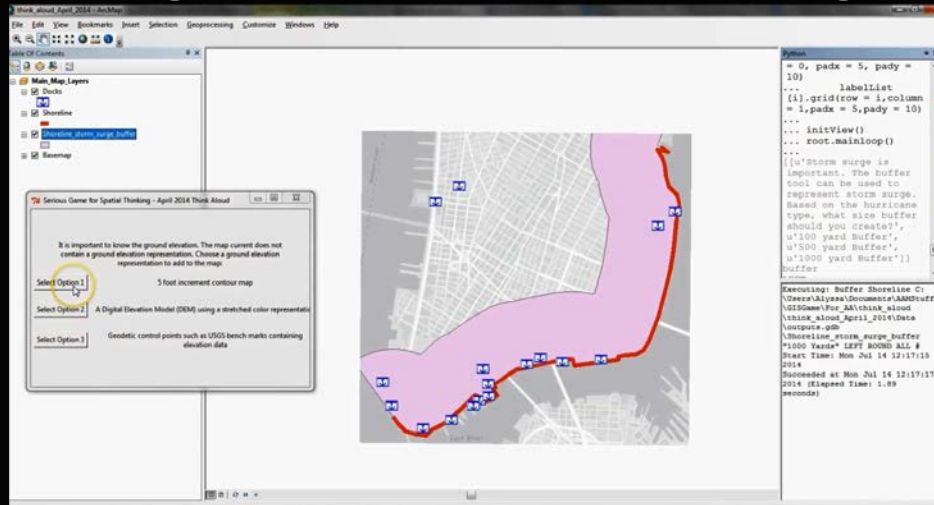 think_aloud_April_2014 - ArcMap
File Edit View Bookmarks Insert Selection Geoprocessing Customize Windows Help
Table Of Contents
Main_Map_Layers
Docks
Shoreline
Shoreline_storm_surge_buffer
Basemap
Serious Game for Spatial Thinking - April 2014 Think Aloud
It is important to know the ground elevation. The map current does not
contain a ground elevation representation. Choose a ground elevation
representation to add to the map:
Select Option 1 5 foot increment contour map
Select Option 2 A Digital Elevation Model (DEM) using a stretched color representatic
Select Option 3 Geodetic control points such as USGS bench marks containing
elevation data
East River
Python
= 0, padx = 5, pady =
10)
... labelList
[i].grid(row = i,column
= 1,padx = 5,pady = 10)
...
... initView()
... root.mainloop()
...
[[u'Storm surge is
important. The buffer
tool can be used to
represent storm surge.
Based on the hurricane
type, what size buffer
should you create?',
u'100 yard Buffer',
u'500 yard Buffer',
u'1000 yard Buffer']]
buffer
Executing: Buffer Shoreline C:
\Users\Alyssa\Documents\AAMStuff
\GISGame\For_AA\think_aloud
\think_aloud_April_2014\Data
\outputs.gdb
\Shoreline_storm_surge_buffer
"1000 Yards" LEFT ROUND ALL #
Start Time: Mon Jul 14 12:17:15
2014
Succeeded at Mon Jul 14 12:17:17
2014 (Elapsed Time: 1.89
seconds)